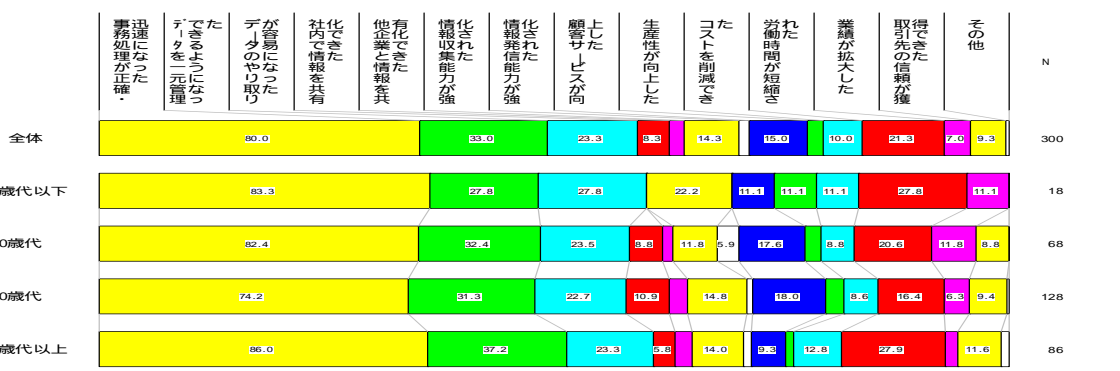 事務処理が正確・
迅速になった
データを一元管理
できるようになっ
た
データのやり取り
が容易になった
社内で情報を共有
化できた
他企業と情報を共
有化できた
情報収集能力が強
化された
情報発信能力が強
化された
顧客サービスが向
上した
生産性が向上した
コストを削減でき
た
労働時間が短縮さ
れた
業績が拡大した
取引先の信頼が獲
得できた
その他
N
全体 80.0 33.0 23.3 8.3 14.3 15.0 10.0 21.3 7.0 9.3 300
歳代以下 83.3 27.8 27.8 22.2 11.1 11.1 11.1 27.8 11.1 18
0歳代 82.4 32.4 23.5 8.8 11.8 5.9 17.6 8.8 20.6 11.8 8.8 68
0歳代 74.2 31.3 22.7 10.9 14.8 18.0 8.6 16.4 6.3 9.4 128
歳代以上 86.0 37.2 23.3 5.8 14.0 9.3 12.8 27.9 11.6 86